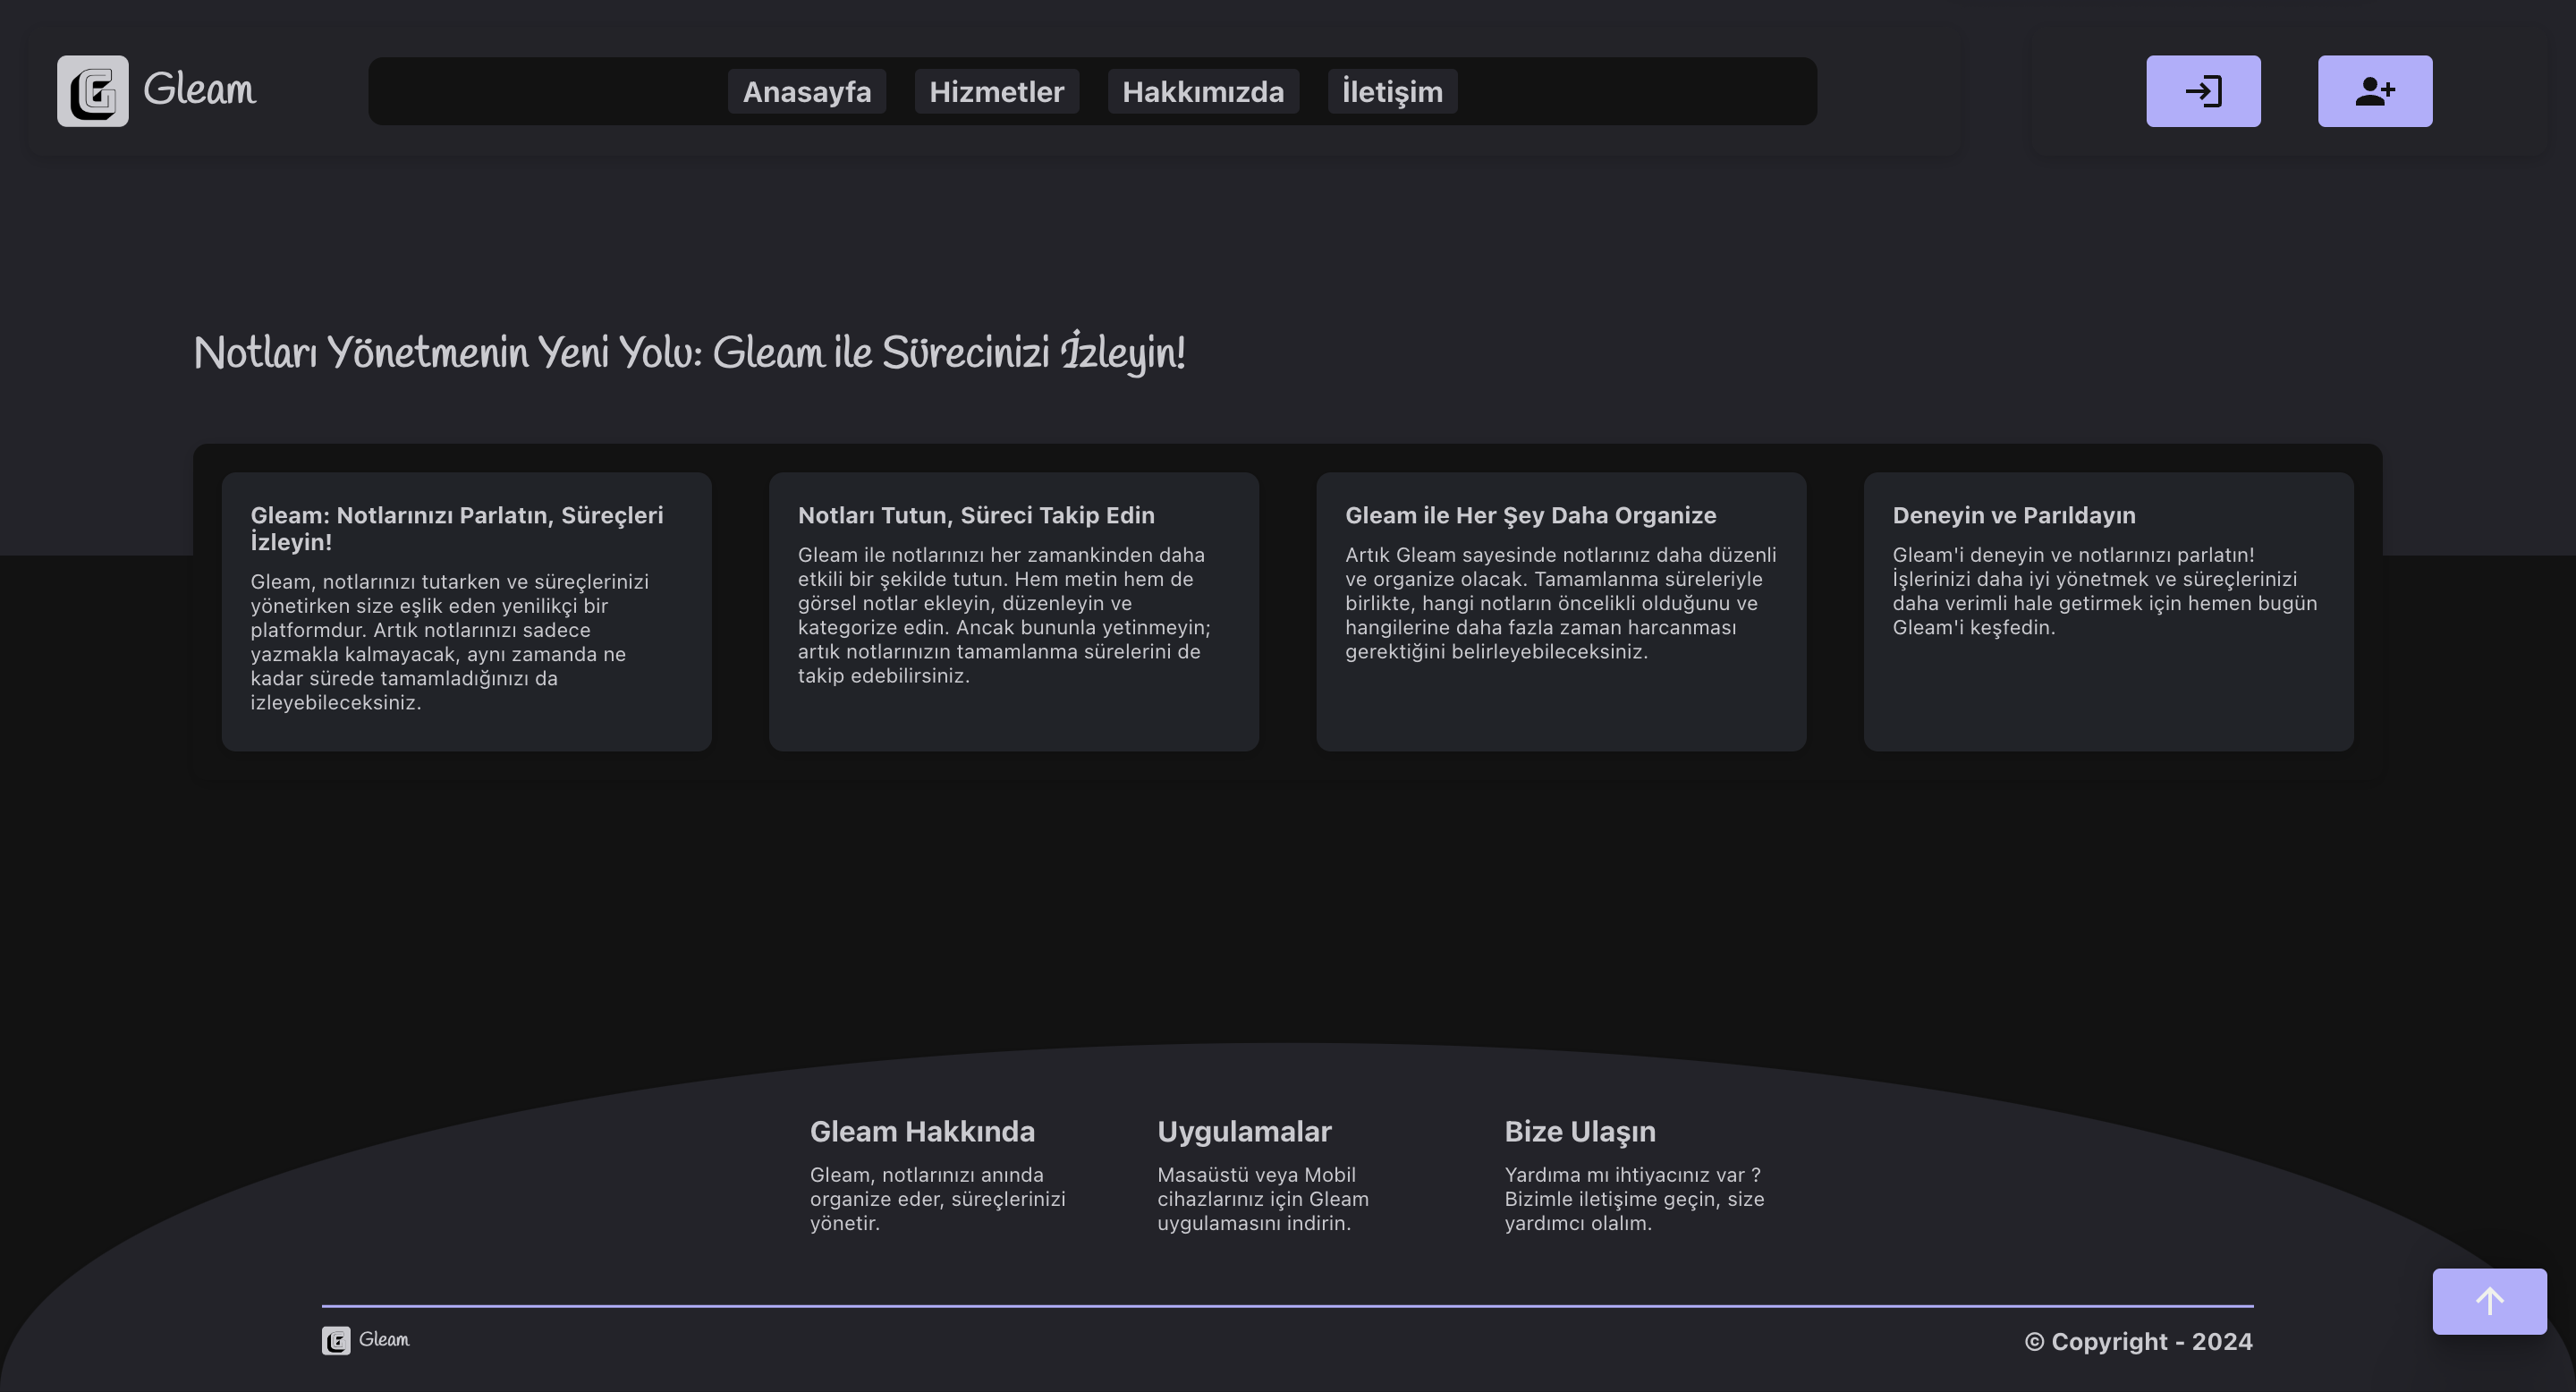 Gleam
Anasayfa Hizmetler Hakkımızda İletişim
Notları Yönetmenin Yeni Yolu: Gleam ile Sürecinizi İzleyin!
Gleam: Notlarınızı Parlatın, Süreçleri
İzleyin!
Gleam, notlarınızı tutarken ve süreçlerinizi
yönetirken size eşlik eden yenilikçi bir
platformdur. Artık notlarınızı sadece
yazmakla kalmayacak, aynı zamanda ne
kadar sürede tamamladığınızı da
izleyebileceksiniz.
Notları Tutun, Süreci Takip Edin
Gleam ile notlarınızı her zamankinden daha
etkili bir şekilde tutun. Hem metin hem de
görsel notlar ekleyin, düzenleyin ve
kategorize edin. Ancak bununla yetinmeyin;
artık notlarınızın tamamlanma sürelerini de
takip edebilirsiniz.
Gleam ile Her Şey Daha Organize
Artık Gleam sayesinde notlarınız daha düzenli
ve organize olacak. Tamamlanma süreleriyle
birlikte, hangi notların öncelikli olduğunu ve
hangilerine daha fazla zaman harcanması
gerektiğini belirleyebileceksiniz.
Deneyin ve Parıldayın
Gleam'i deneyin ve notlarınızı parlatın!
İşlerinizi daha iyi yönetmek ve süreçlerinizi
daha verimli hale getirmek için hemen bugün
Gleam'i keşfedin.
Gleam Hakkında
Gleam, notlarınızı anında
organize eder, süreçlerinizi
yönetir.
Uygulamalar
Masaüstü veya Mobil
cihazlarınız için Gleam
uygulamasını indirin.
Bize Ulaşın
Yardıma mı ihtiyacınız var ?
Bizimle iletişime geçin, size
yardımcı olalım.
Gleam
© Copyright - 2024